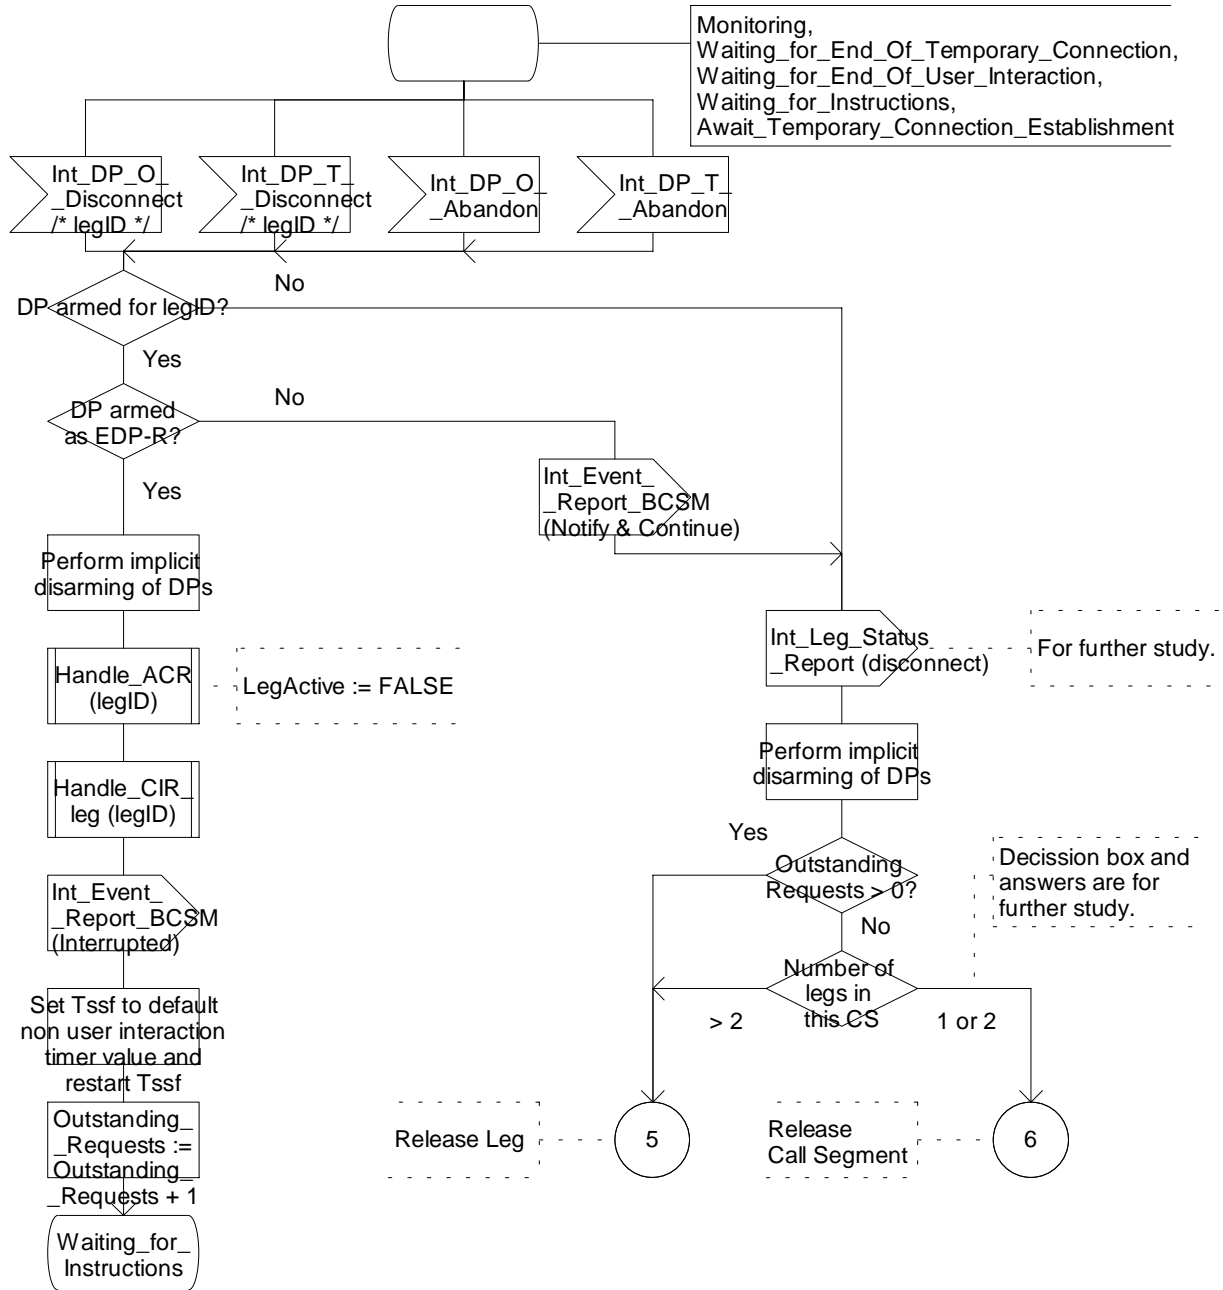 Monitoring,
Waiting_for_End_Of_Temporary_Connection,
Waiting_for_End_Of_User_Interaction,
Waiting_for_Instructions,
Await_Temporary_Connection_Establishment
Int_DP_O_
_Disconnect
/* legID */
Int_DP_T_
_Disconnect
/* legID */
Int_DP_O_
_Abandon
Int_DP_T_
_Abandon
No
DP armed for legID?
Yes
No
DP armed
as EDP-R?
Yes
Int_Event_
_Report_BCSM
(Notify & Continue)
Perform implicit
disarming of DPs
Int_Leg_Status
_Report (disconnect)
For further study.
Handle_ACR
(legID)
LegActive := FALSE
Perform implicit
disarming of DPs
Handle_CIR_
leg (legID)
Yes
Outstanding
Requests > 0?
Decission box and
answers are for
further study.
No
Int_Event_
_Report_BCSM
(Interrupted)
Number of
legs in
this CS
> 2
1 or 2
Set Tssf to default
non user interaction
timer value and
restart Tssf
Outstanding_
_Requests :=
Outstanding_
_Requests + 1
Release Leg
5
Release
Call Segment
6
Waiting_for_
Instructions